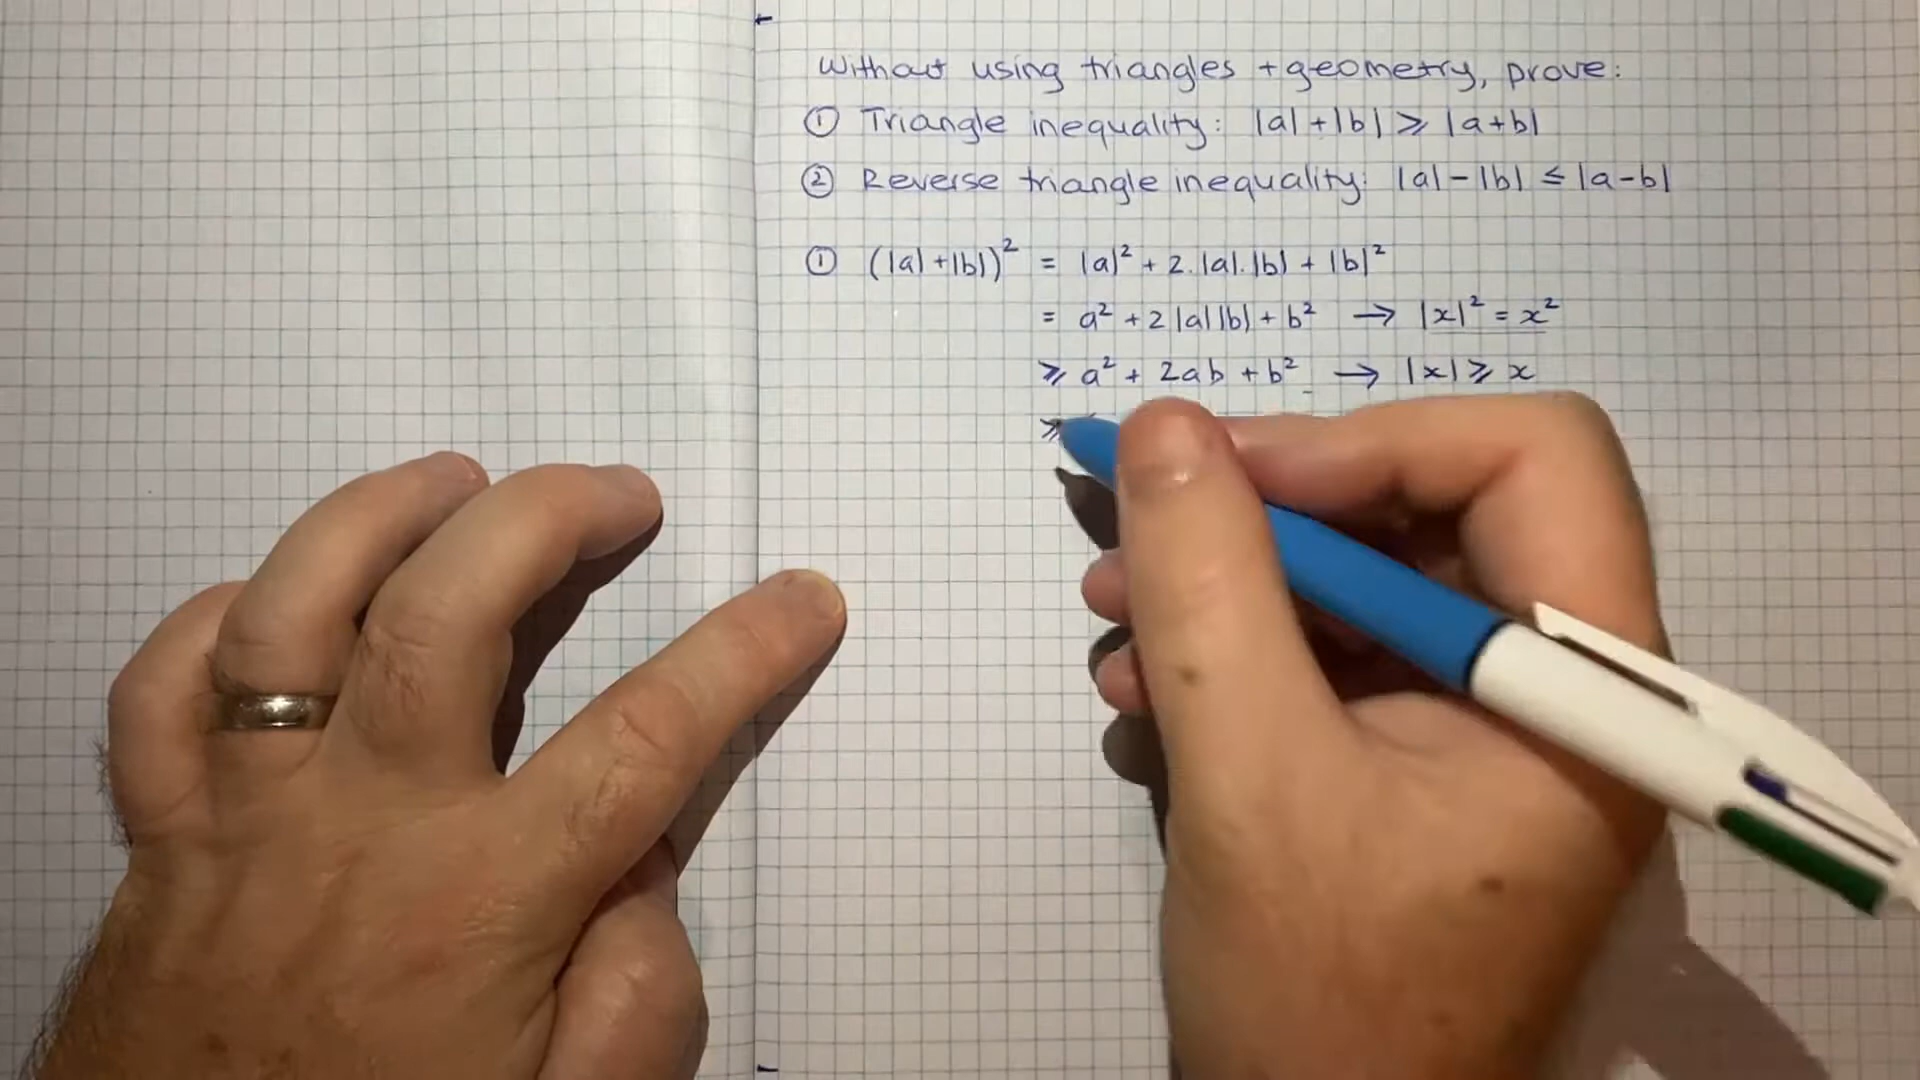 Without using triangles + geometry, prove:
① Triangle inequality: |a| + |b| ⩾ |a+b|
② Reverse triangle inequality: |a| - |b| ≤ |a-b|
① (|a| + |b|)² = |a|² + 2.|a|.|b| + |b|²
= a² + 2|a||b| + b² → |x|² = x²
⩾ a² + 2ab + b² → |x| ⩾ x
⩾